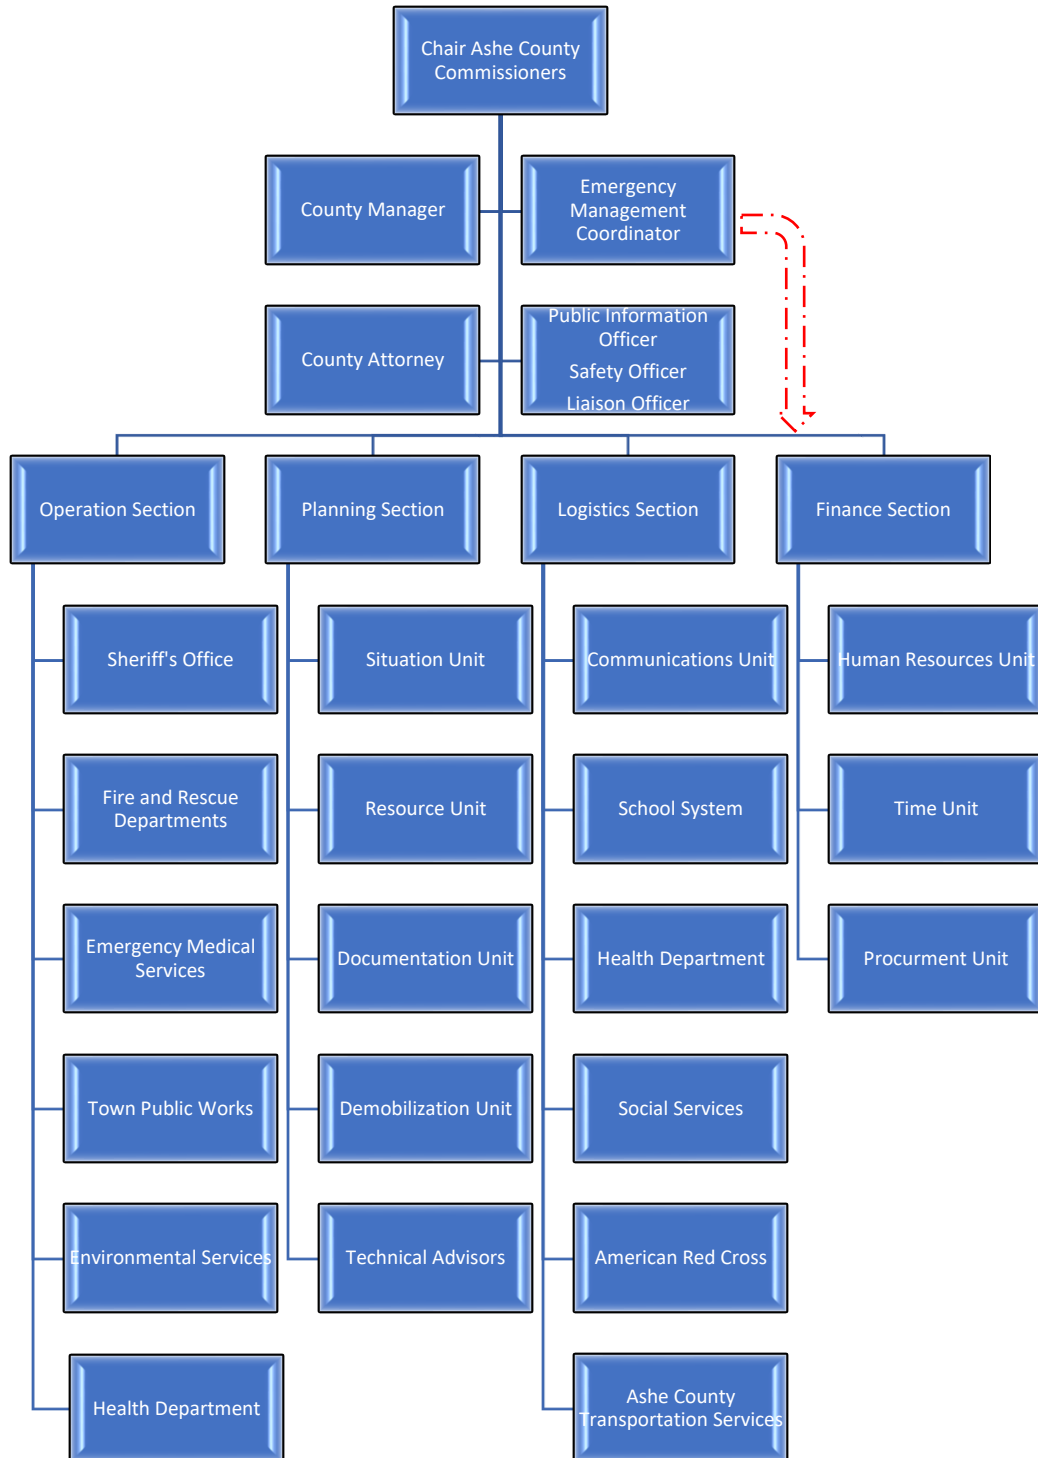 Chair Ashe County
Commissioners
County Manager
Emergency
Management
Coordinator
County Attorney
Public Information
Officer
Safety Officer
Liaison Officer
Operation Section
Planning Section
Logistics Section
Finance Section
Sheriff's Office
Situation Unit
Communications Unit
Human Resources Unit
Fire and Rescue
Departments
Resource Unit
School System
Time Unit
Emergency Medical
Services
Documentation Unit
Health Department
Procurment Unit
Town Public Works
Demobilization Unit
Social Services
Environmental Services
Technical Advisors
American Red Cross
Health Department
Ashe County
Transportation Services